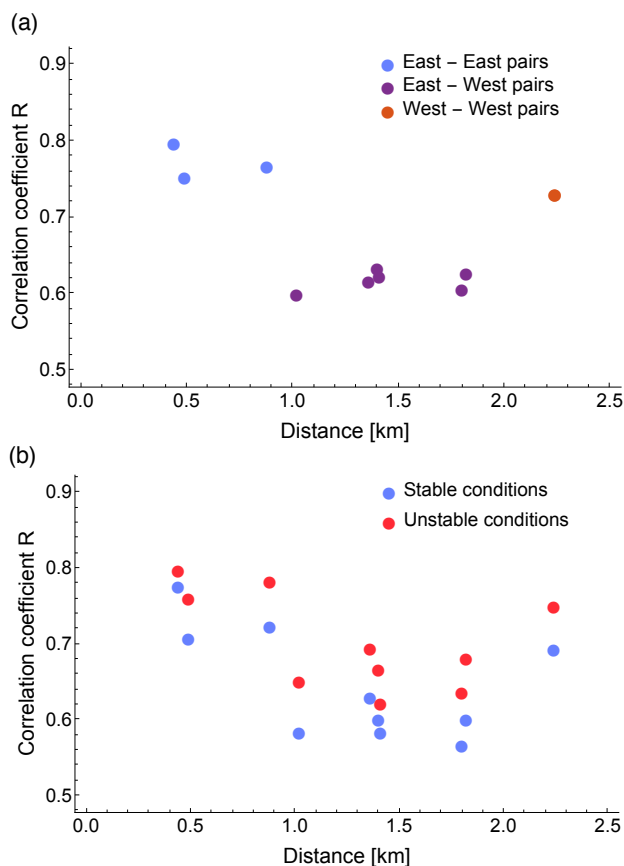 (a)
0.9
0.8
0.7
0.6
0.5
Correlation coefficient R
East – East pairs
East – West pairs
West – West pairs
0.0 0.5 1.0 1.5 2.0 2.5
Distance [km]
(b)
0.9
0.8
0.7
0.6
0.5
Correlation coefficient R
Stable conditions
Unstable conditions
0.0 0.5 1.0 1.5 2.0 2.5
Distance [km]